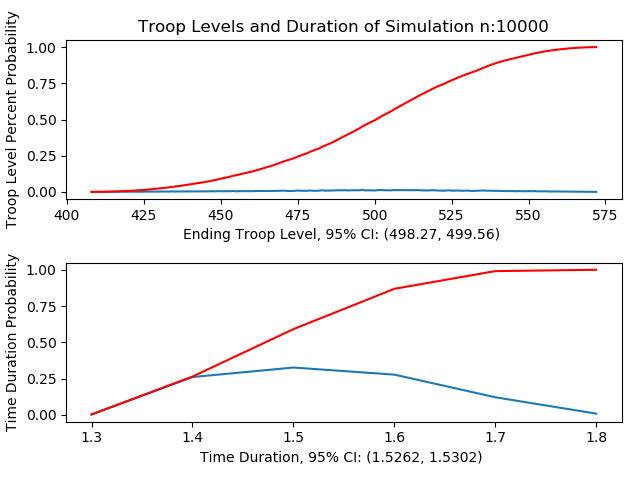 Troop Levels and Duration of Simulation n:10000
Troop Level Percent Probability
1.00
0.75
0.50
0.25
0.00
400 425 450 475 500 525 550 575
Ending Troop Level, 95% CI: (498.27, 499.56)
Time Duration Probability
1.00
0.75
0.50
0.25
0.00
1.3 1.4 1.5 1.6 1.7 1.8
Time Duration, 95% CI: (1.5262, 1.5302)